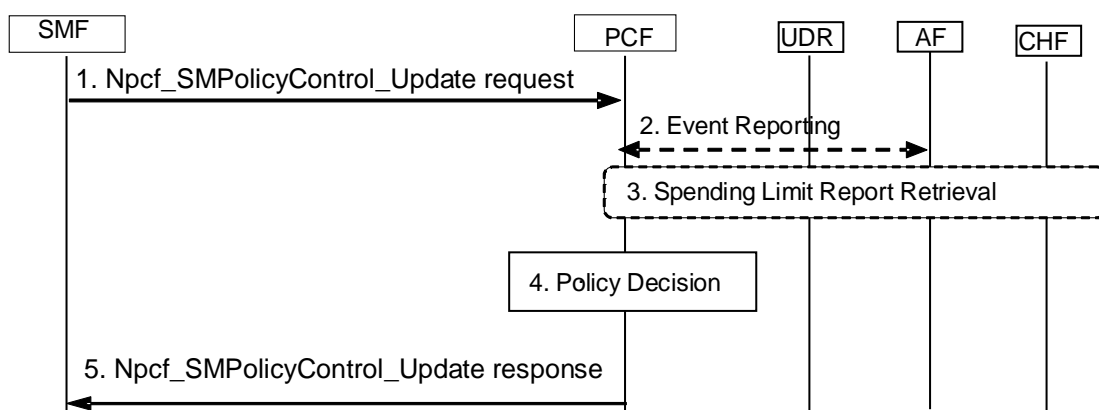 SMF
PCF
UDR
AF
CHF
1. Npcf_SMPolicyControl_Update request
2. Event Reporting
3. Spending Limit Report Retrieval
4. Policy Decision
5. Npcf_SMPolicyControl_Update response